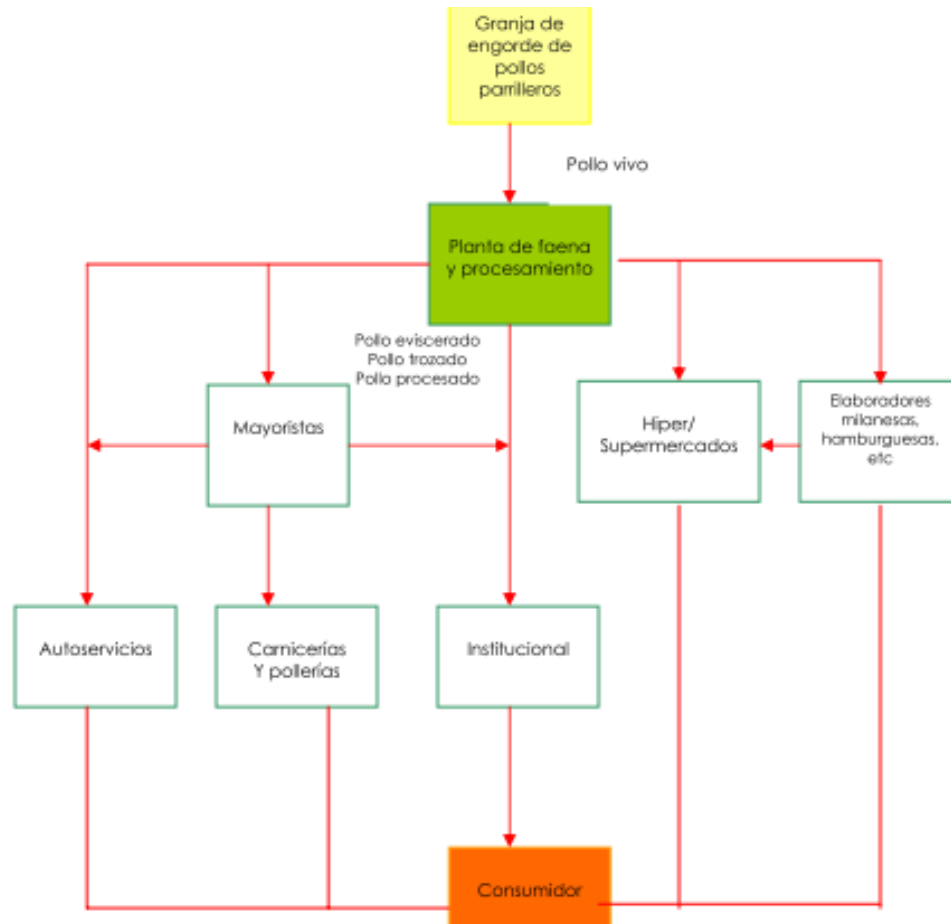 Granja de
engorde de
pollos
parrilleros
Pollo vivo
Planta de faena
y procesamiento
Pollo eviscerado
Pollo trozado
Pollo procesado
Mayoristas
Hiper/
Supermercados
Elaboradores
milanesas,
hamburguesas,
etc
Autoservicios
Carnicerías
Y pollerías
Institucional
Consumidor